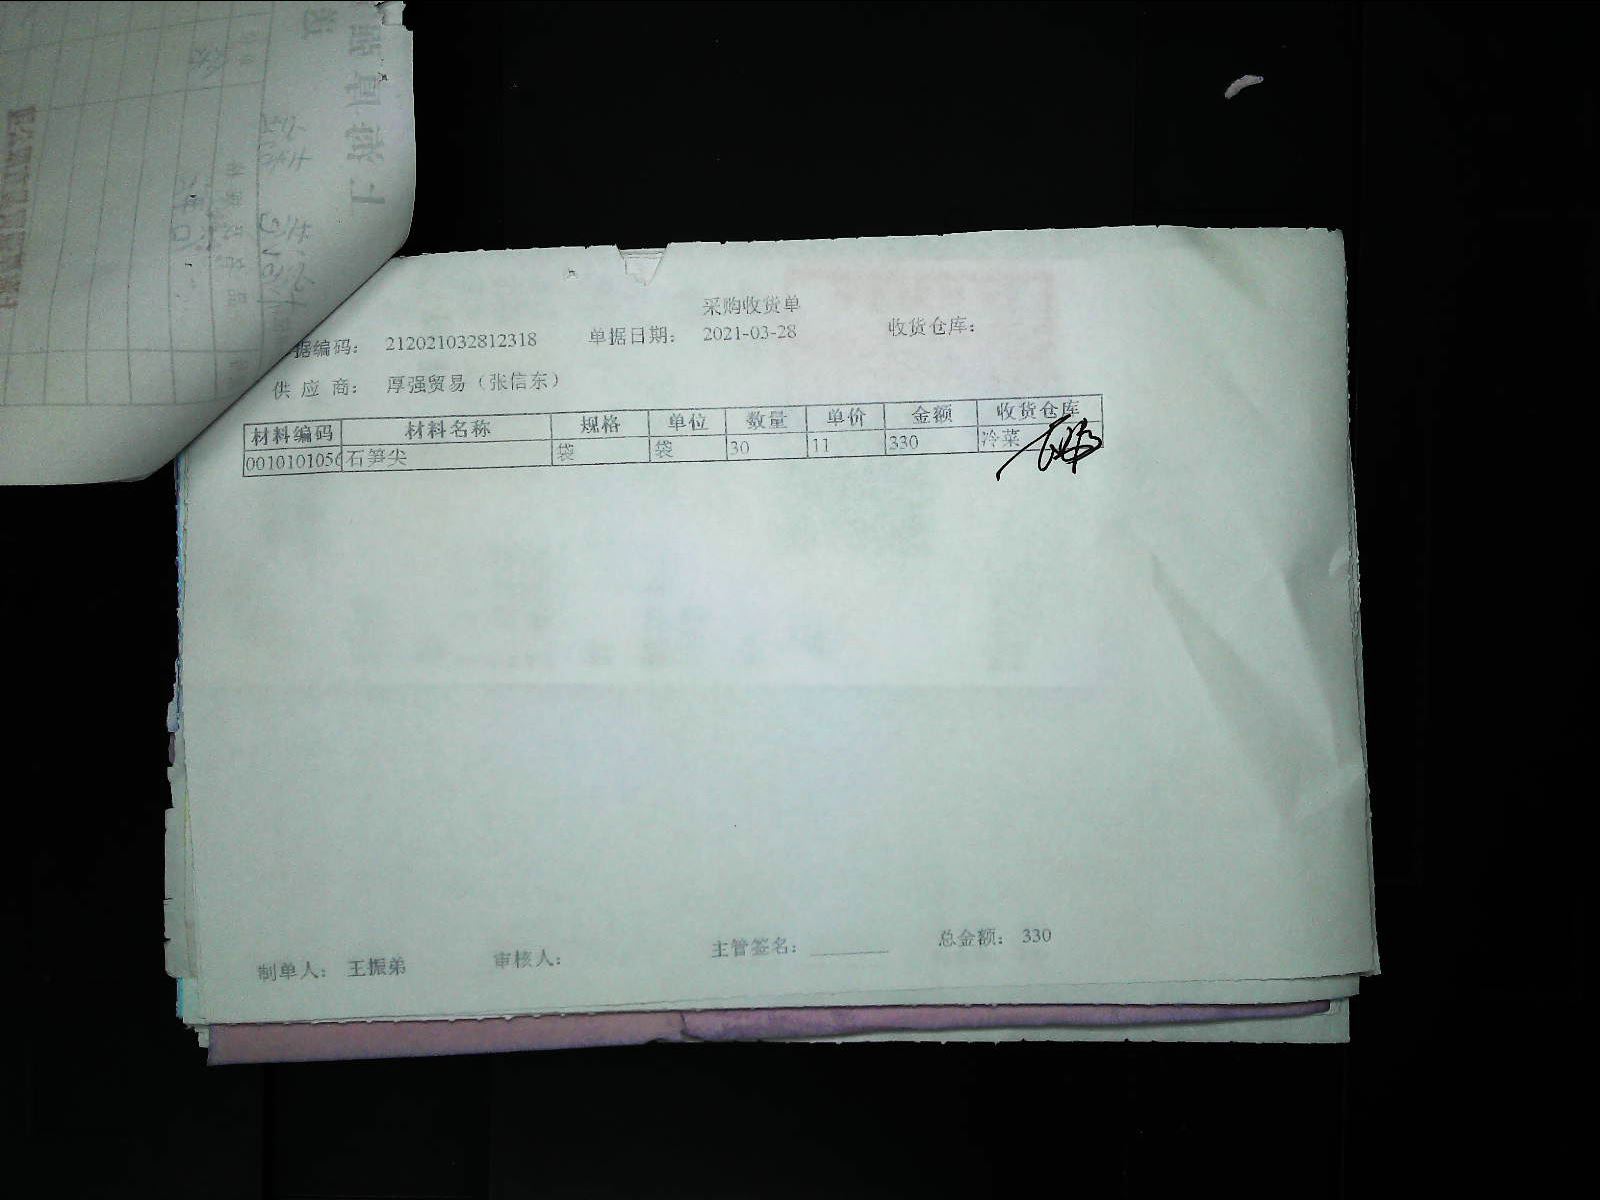 采购收货单
据编码： 212021032812318 单据日期： 2021-03-28 收货仓库：
供 应 商： 厚强贸易（张信东）
材料编码 材料名称 规格 单位 数量 单价 金额 收货仓库
0010101056 石笋尖 袋 袋 30 11 330 冷菜
制单人： 王振弟 审核人： 主管签名： ________ 总金额： 330